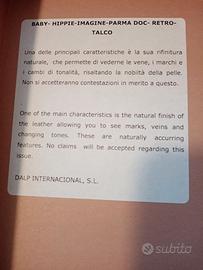 BABY- HIPPIE-IMAGINE-PARMA DOC- RETRO-
TALCO
Una delle principali caratteristiche è la sua rifinitura
naturale, che permette di vederne le vene, i marchi e
i cambi di tonalità, risaltando la nobiltà della pelle.
Non si accetteranno contestazioni in merito a questo.
One of the main characteristics is the natural finish of
the leather allowing you to see marks, veins and
changing tones. These are naturally accurring
features. No claims will be accepted regarding this
issue.
DALP INTERNACIONAL, S.L.
subito